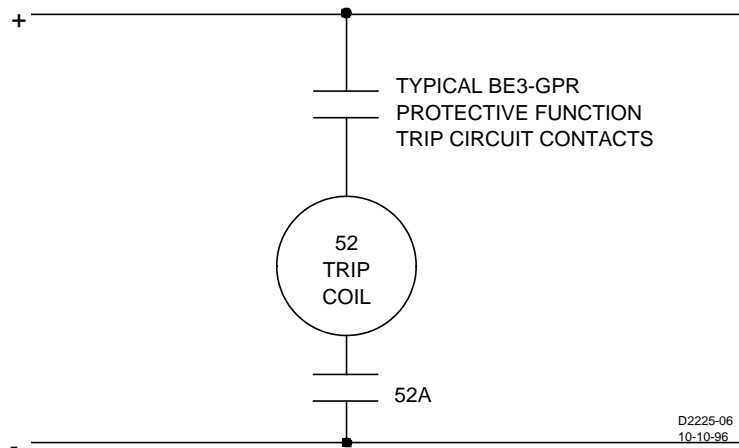 +
TYPICAL BE3-GPR
PROTECTIVE FUNCTION
TRIP CIRCUIT CONTACTS
52
TRIP
COIL
52A
D2225-06
10-10-96
-